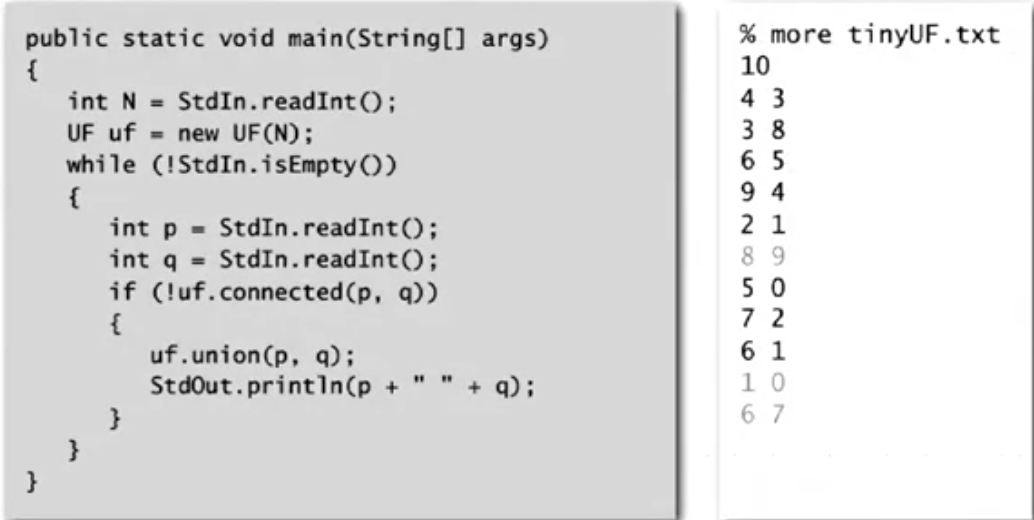 public static void main(String[] args)
{
   int N = StdIn.readInt();
   UF uf = new UF(N);
   while (!StdIn.isEmpty())
   {
      int p = StdIn.readInt();
      int q = StdIn.readInt();
      if (!uf.connected(p, q))
      {
         uf.union(p, q);
         StdOut.println(p + " " + q);
      }
   }
}
% more tinyUF.txt
10
4 3
3 8
6 5
9 4
2 1
8 9
5 0
7 2
6 1
1 0
6 7